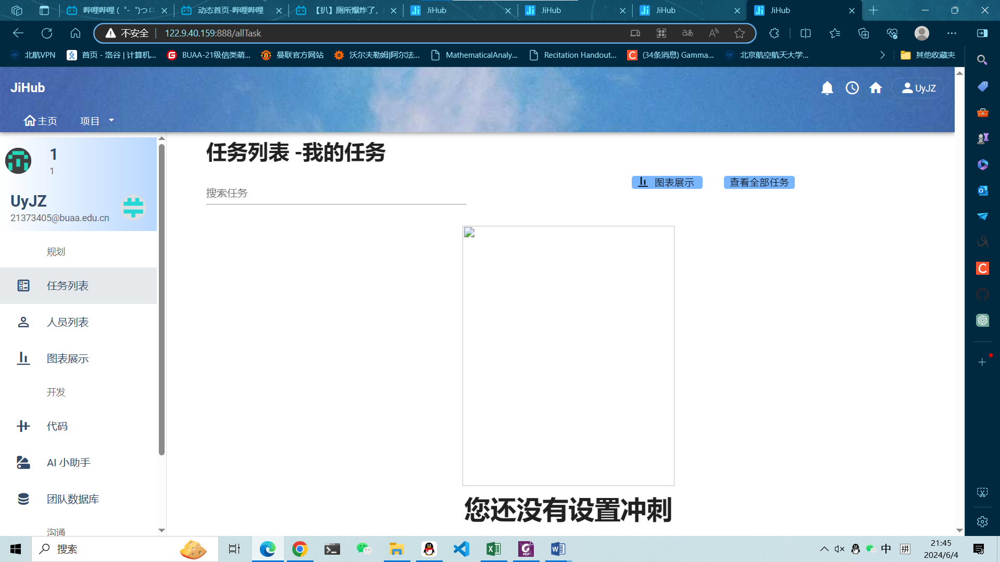 哔哩哔哩 (゜-゜)つロ
动态首页-哔哩哔哩
【扒】厕所爆炸了，
JiHub
JiHub
JiHub
JiHub
不安全
122.9.40.159:888/allTask
北航VPN
首页 - 洛谷 | 计算机...
BUAA-21级信类萌...
曼联官方网站
沃尔夫勒姆|阿尔法...
MathematicalAnaly...
Recitation Handout...
(34条消息) Gamma...
北京航空航天大学...
其他收藏夹
JiHub
UyJZ
主页
项目
1
1
UyJZ
21373405@buaa.edu.cn
规划
任务列表
人员列表
图表展示
开发
代码
AI 小助手
团队数据库
沟通
任务列表 -我的任务
搜索任务
图表展示
查看全部任务
您还没有设置冲刺
搜索
中
拼
21:45
2024/6/4